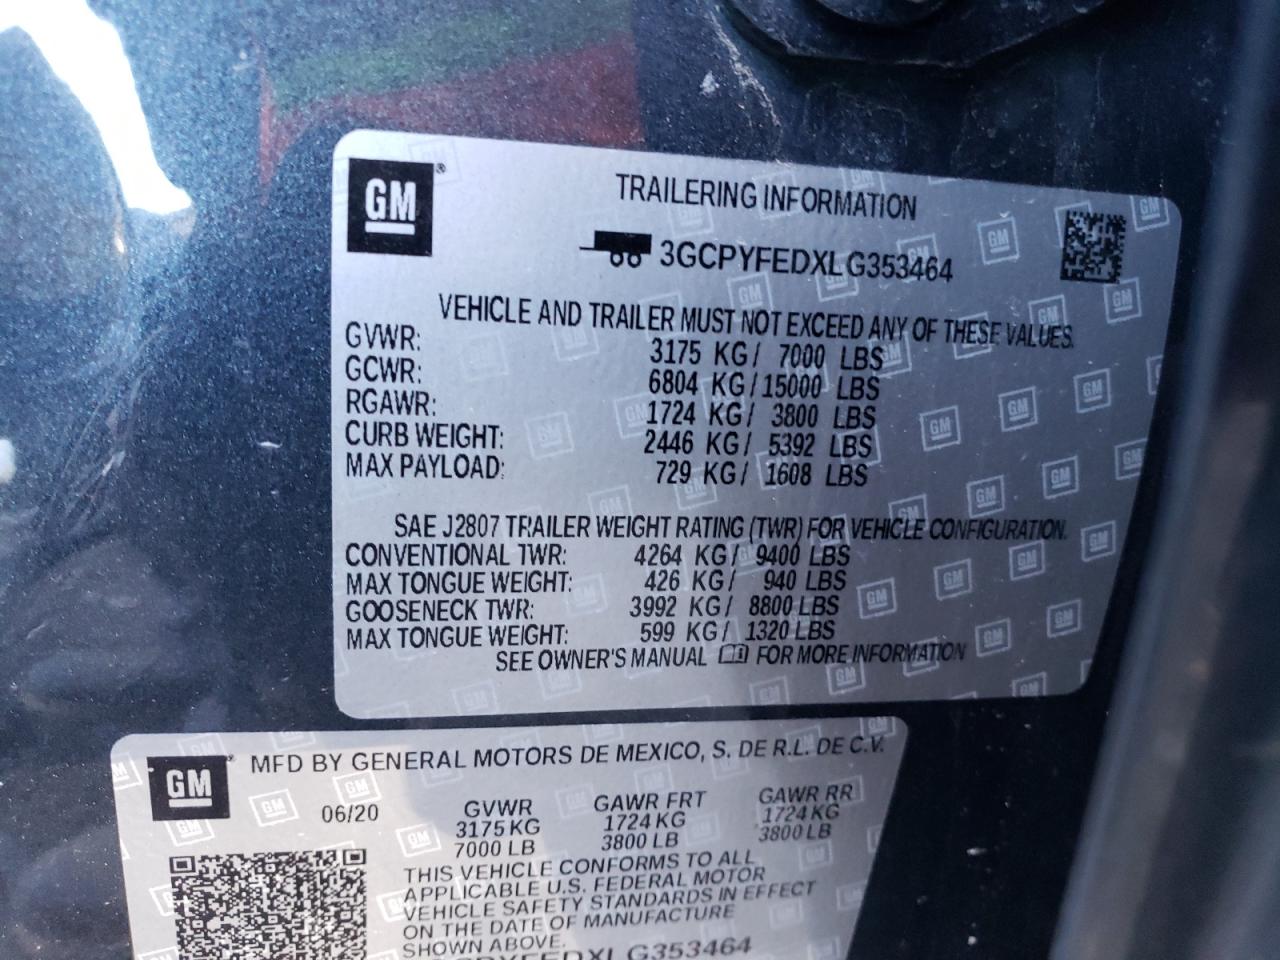 GM
TRAILERING INFORMATION
3GCPYFEDXLG353464
VEHICLE AND TRAILER MUST NOT EXCEED ANY OF THESE VALUES.
GVWR: 3175 KG/ 7000 LBS
GCWR: 6804 KG/15000 LBS
RGAWR: 1724 KG/ 3800 LBS
CURB WEIGHT: 2446 KG/ 5392 LBS
MAX PAYLOAD: 729 KG/ 1608 LBS
SAE J2807 TRAILER WEIGHT RATING (TWR) FOR VEHICLE CONFIGURATION.
CONVENTIONAL TWR: 4264 KG/ 9400 LBS
MAX TONGUE WEIGHT: 426 KG/ 940 LBS
GOOSENECK TWR: 3992 KG/ 8800 LBS
MAX TONGUE WEIGHT: 599 KG/ 1320 LBS
SEE OWNER'S MANUAL FOR MORE INFORMATION
GM
MFD BY GENERAL MOTORS DE MEXICO, S. DE R.L. DE C.V.
06/20 GVWR GAWR FRT GAWR RR
3175 KG 1724 KG 1724 KG
7000 LB 3800 LB 3800 LB
THIS VEHICLE CONFORMS TO ALL
APPLICABLE U.S. FEDERAL MOTOR
VEHICLE SAFETY STANDARDS IN EFFECT
ON THE DATE OF MANUFACTURE
SHOWN ABOVE.
3GCPYFEDXLG353464